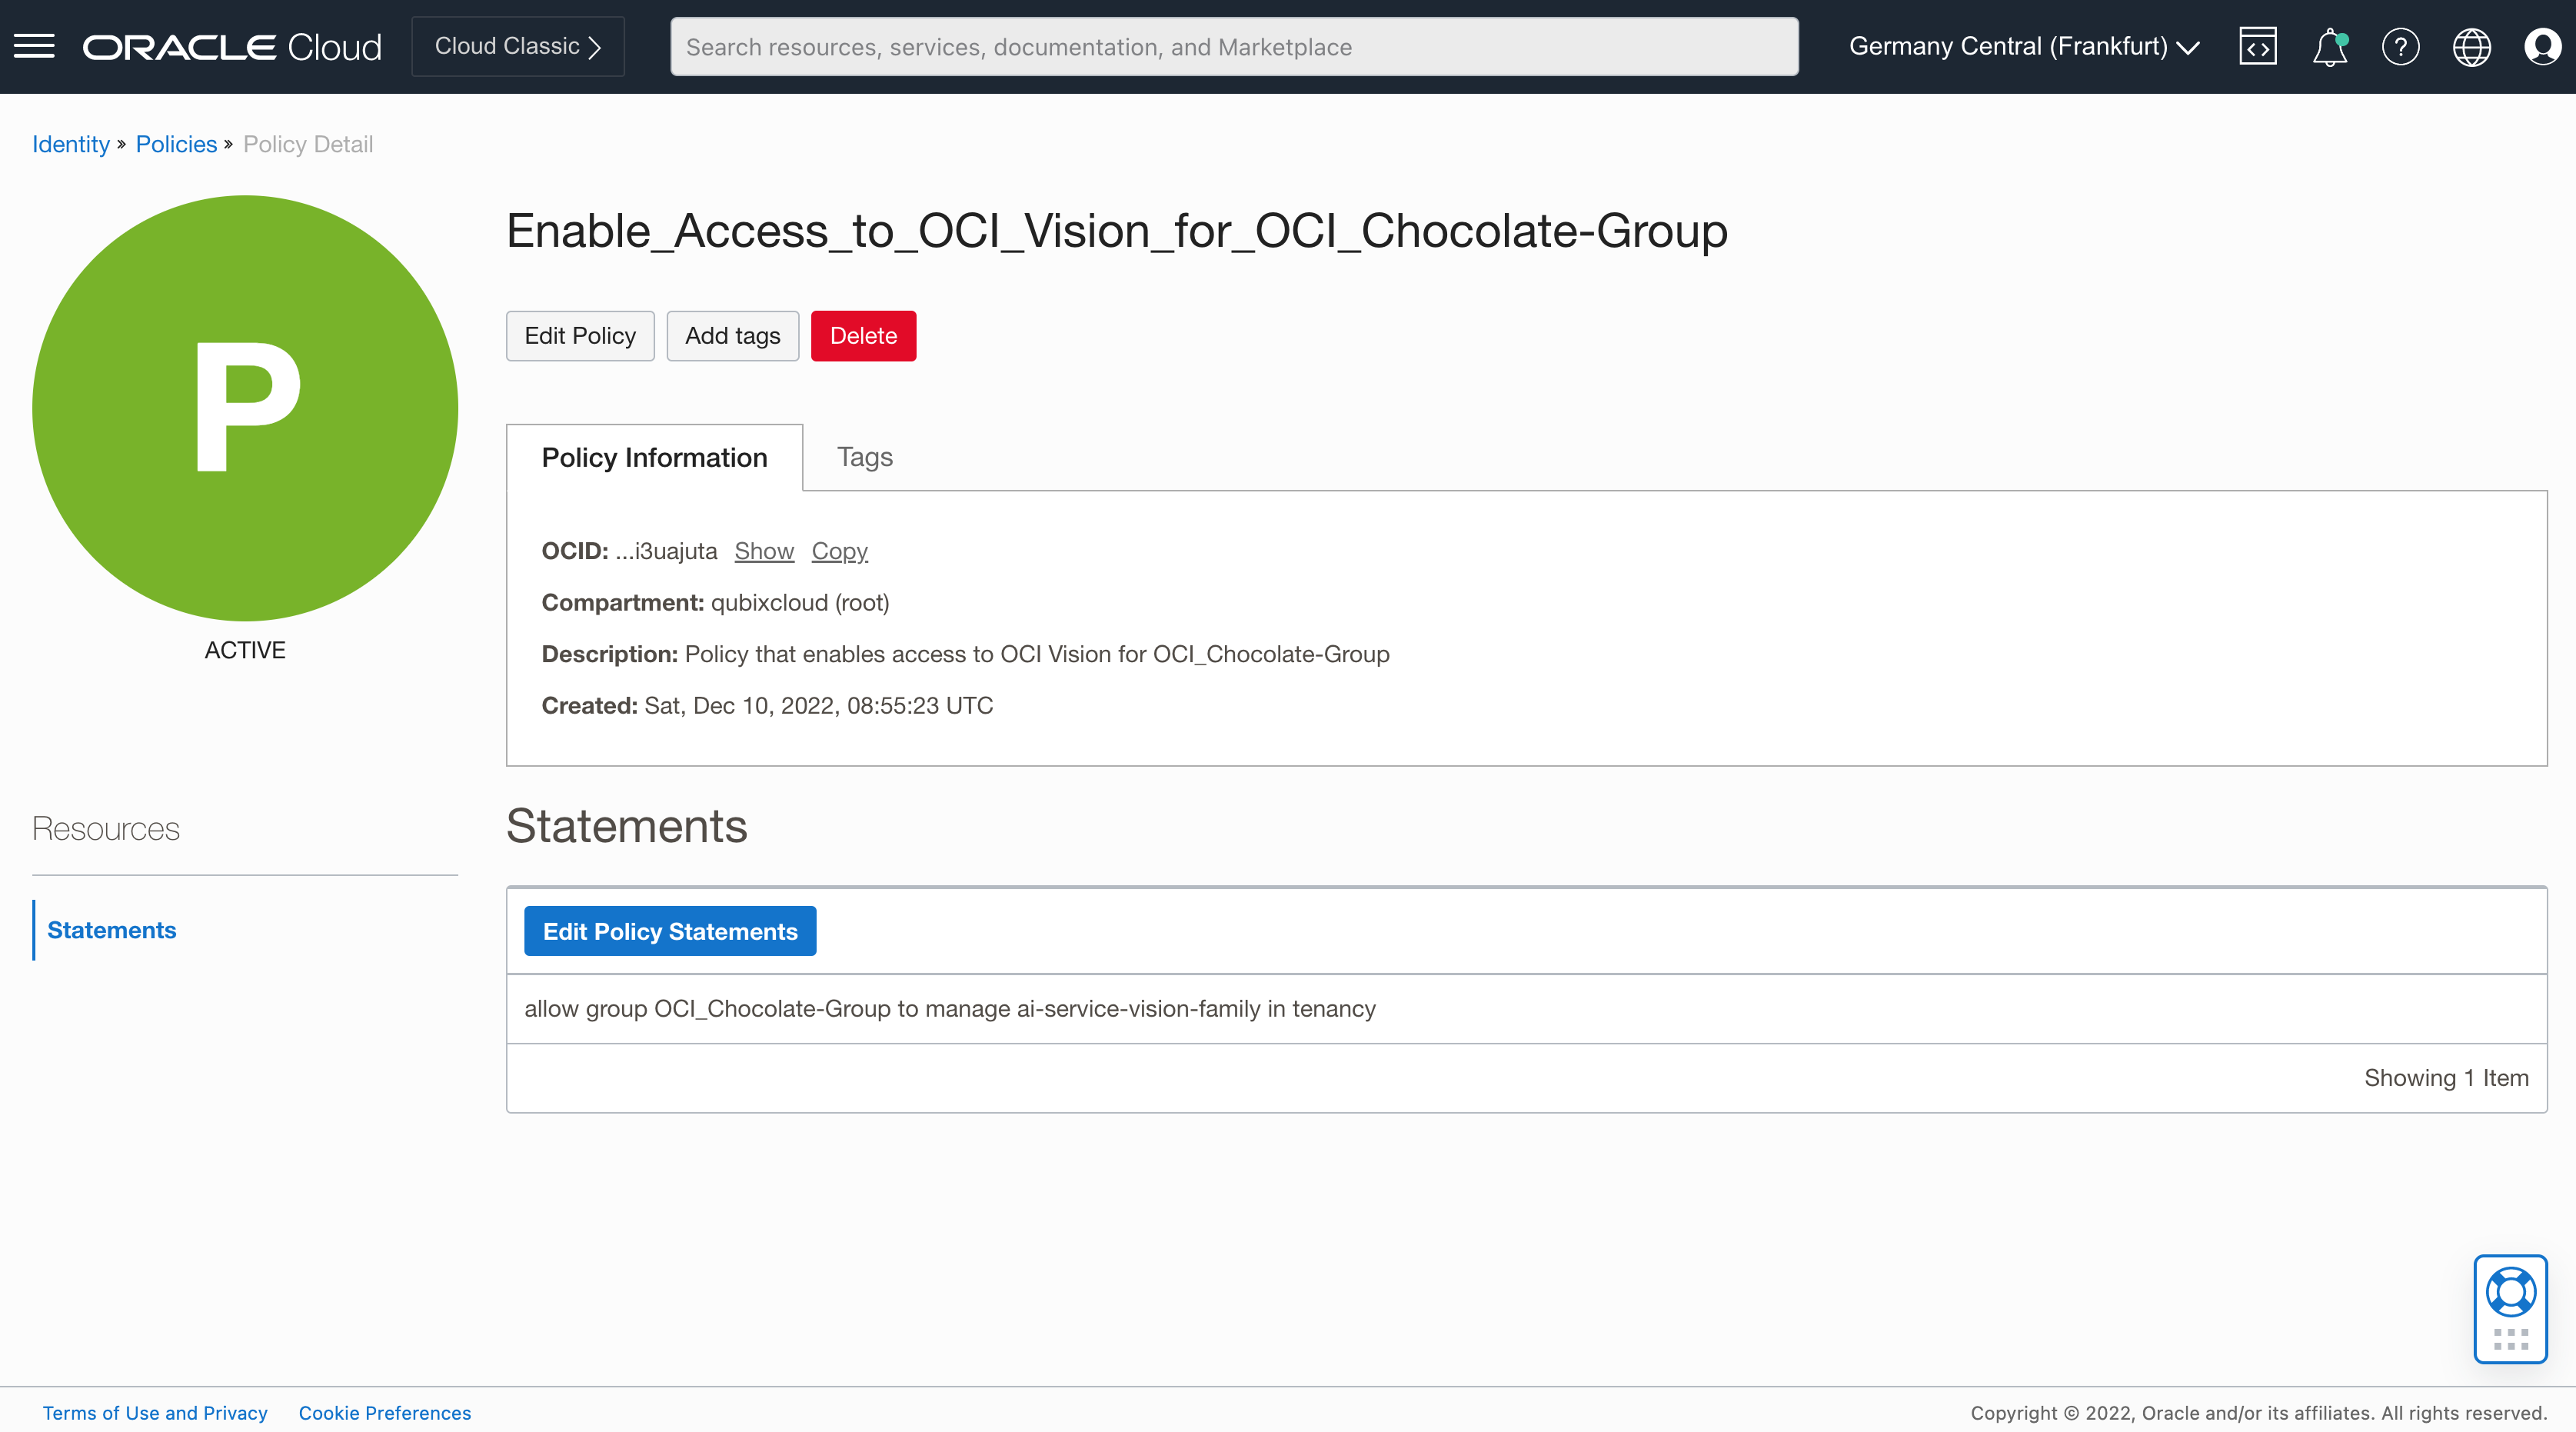 ORACLE Cloud
Cloud Classic
Search resources, services, documentation, and Marketplace
Germany Central (Frankfurt)
Identity » Policies » Policy Detail
P
ACTIVE
Enable_Access_to_OCI_Vision_for_OCI_Chocolate-Group
Edit Policy Add tags Delete
Policy Information Tags
OCID: ...i3uajuta Show Copy
Compartment: qubixcloud (root)
Description: Policy that enables access to OCI Vision for OCI_Chocolate-Group
Created: Sat, Dec 10, 2022, 08:55:23 UTC
Resources
Statements
Statements
Edit Policy Statements
allow group OCI_Chocolate-Group to manage ai-service-vision-family in tenancy
Showing 1 Item
Terms of Use and Privacy Cookie Preferences
Copyright © 2022, Oracle and/or its affiliates. All rights reserved.